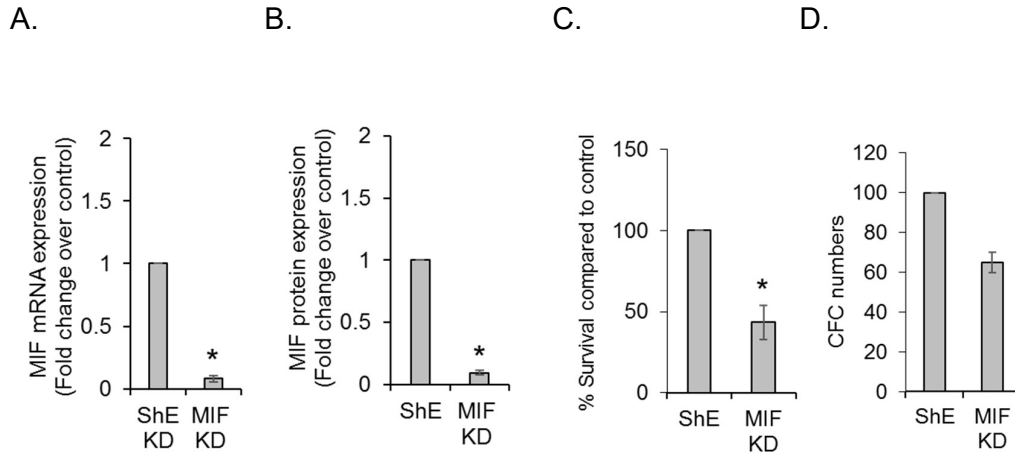 A.
B.
C.
D.
MIF mRNA expression
(Fold change over control)
2
1.5
1
0.5
0
*
ShE
KD
MIF
KD
MIF protein expression
(Fold change over control)
2
1.5
1
0.5
0
*
ShE
MIF
KD
% Survival compared to control
150
100
50
0
*
ShE
MIF
KD
CFC numbers
120
100
80
60
40
20
0
ShE
MIF
KD